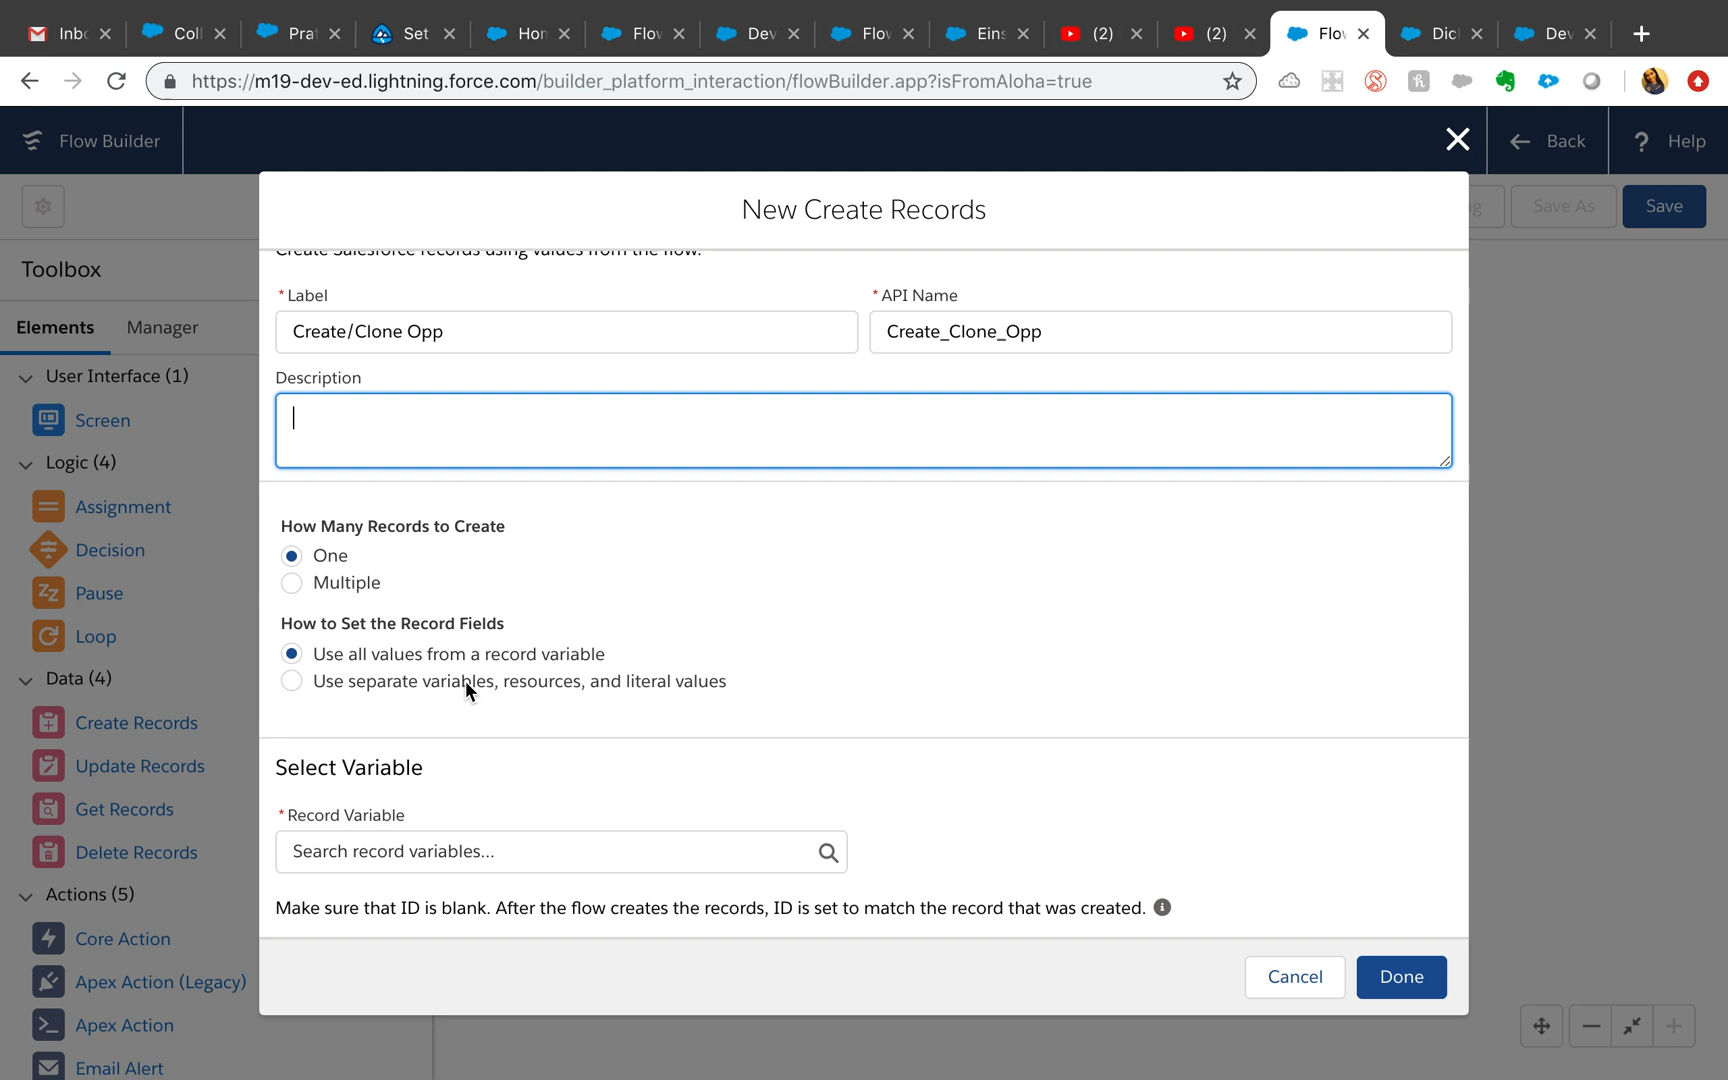 Inb
Coll
Prat
Set
Hon
Flov
Dev
Flov
Eins
(2)
(2)
Flov
Dic
Dev
https://m19-dev-ed.lightning.force.com/builder_platform_interaction/flowBuilder.app?isFromAloha=true
Flow Builder
Back
? Help
New Create Records
Save As
Save
Toolbox
Elements
Manager
User Interface (1)
Screen
Logic (4)
Assignment
Decision
Pause
Loop
Data (4)
Create Records
Update Records
Get Records
Delete Records
Actions (5)
Core Action
Apex Action (Legacy)
Apex Action
Email Alert
Create Salesforce records using values from the flow.
* Label
Create/Clone Opp
* API Name
Create_Clone_Opp
Description
How Many Records to Create
One
Multiple
How to Set the Record Fields
Use all values from a record variable
Use separate variables, resources, and literal values
Select Variable
* Record Variable
Search record variables...
Make sure that ID is blank. After the flow creates the records, ID is set to match the record that was created.
Cancel
Done